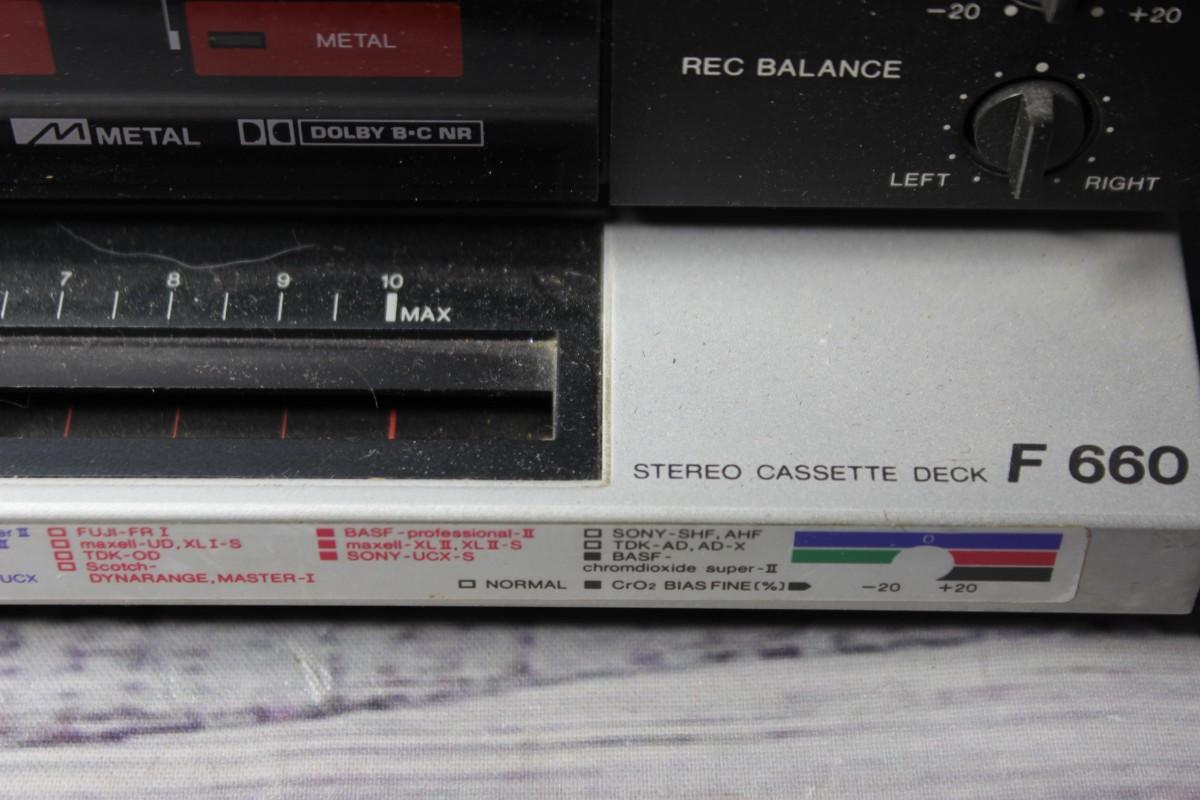 -20 +20
METAL
REC BALANCE
METAL DOLBY B·C NR
LEFT RIGHT
7 8 9 10
MAX
STEREO CASSETTE DECK F 660
FUJI-FR I
maxell-UD,XLI-S
TDK-OD
Scotch-
DYNARANGE,MASTER-I
UCX
BASF-professional-II
maxell-XLII,XLII-S
SONY-UCX-S
SONY-SHF, AHF
TDK-AD, AD-X
BASF-
chromdioxide super-II
NORMAL CrO2 BIAS FINE(%)
0
-20 +20